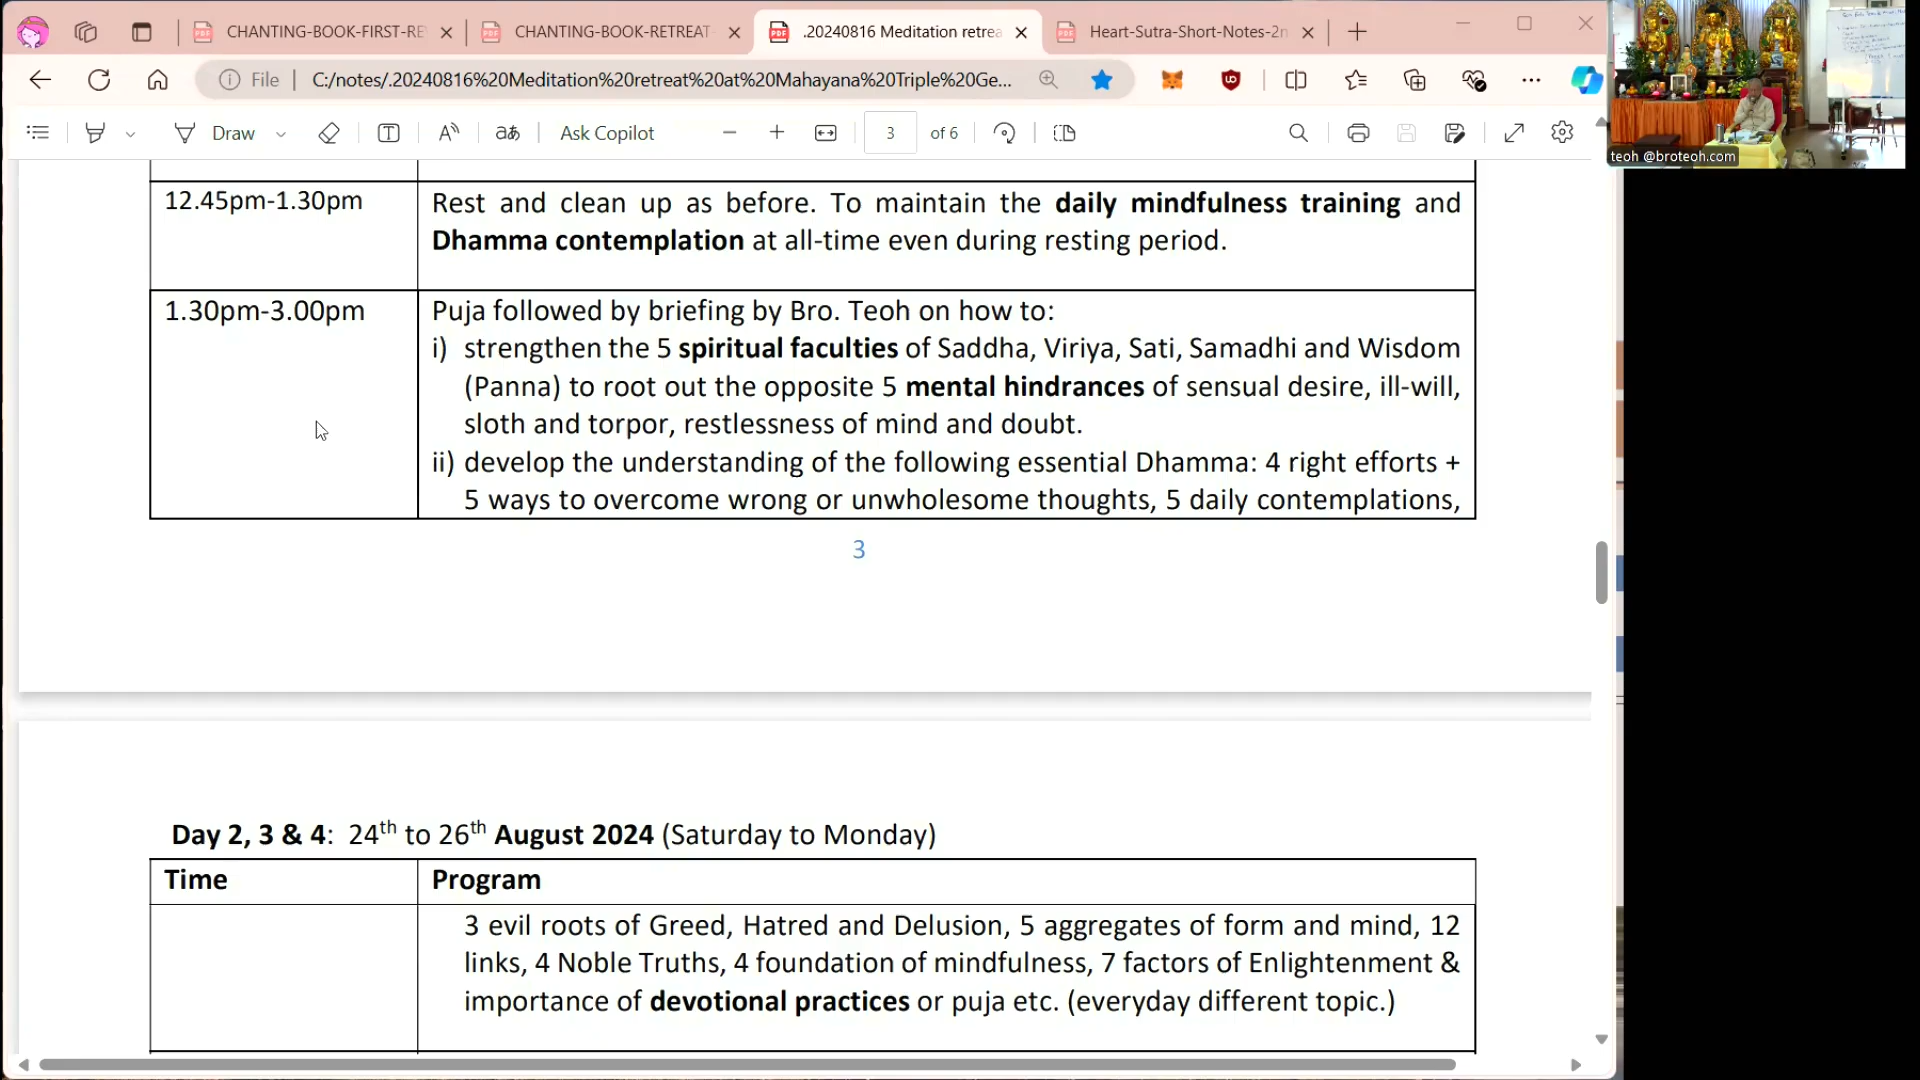 CHANTING-BOOK-FIRST-RE
CHANTING-BOOK-RETREAT-
.20240816 Meditation retrea
Heart-Sutra-Short-Notes-2n
File
C:/notes/.20240816%20Meditation%20retreat%20at%20Mahayana%20Triple%20Ge...
Draw
Ask Copilot
3
of 6
teoh @broteoh.com
12.45pm-1.30pm
Rest and clean up as before. To maintain the daily mindfulness training and
Dhamma contemplation at all-time even during resting period.
1.30pm-3.00pm
Puja followed by briefing by Bro. Teoh on how to:
i) strengthen the 5 spiritual faculties of Saddha, Viriya, Sati, Samadhi and Wisdom
(Panna) to root out the opposite 5 mental hindrances of sensual desire, ill-will,
sloth and torpor, restlessness of mind and doubt.
ii) develop the understanding of the following essential Dhamma: 4 right efforts +
5 ways to overcome wrong or unwholesome thoughts, 5 daily contemplations,
3
Day 2, 3 & 4: 24th to 26th August 2024 (Saturday to Monday)
Time
Program
3 evil roots of Greed, Hatred and Delusion, 5 aggregates of form and mind, 12
links, 4 Noble Truths, 4 foundation of mindfulness, 7 factors of Enlightenment &
importance of devotional practices or puja etc. (everyday different topic.)